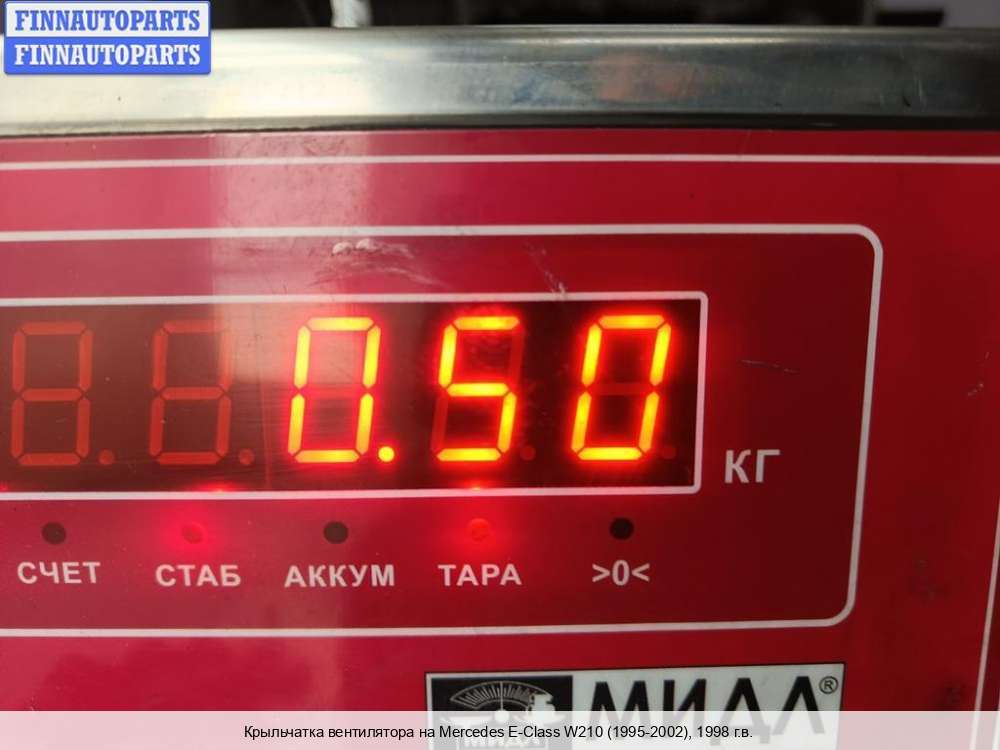 FINNAUTOPARTS
FINNAUTOPARTS
0.50
КГ
СЧЕТ СТАБ АККУМ ТАРА >0<
МИДЛ®
МИДЛ
Крыльчатка вентилятора на Mercedes E-Class W210 (1995-2002), 1998 г.в.